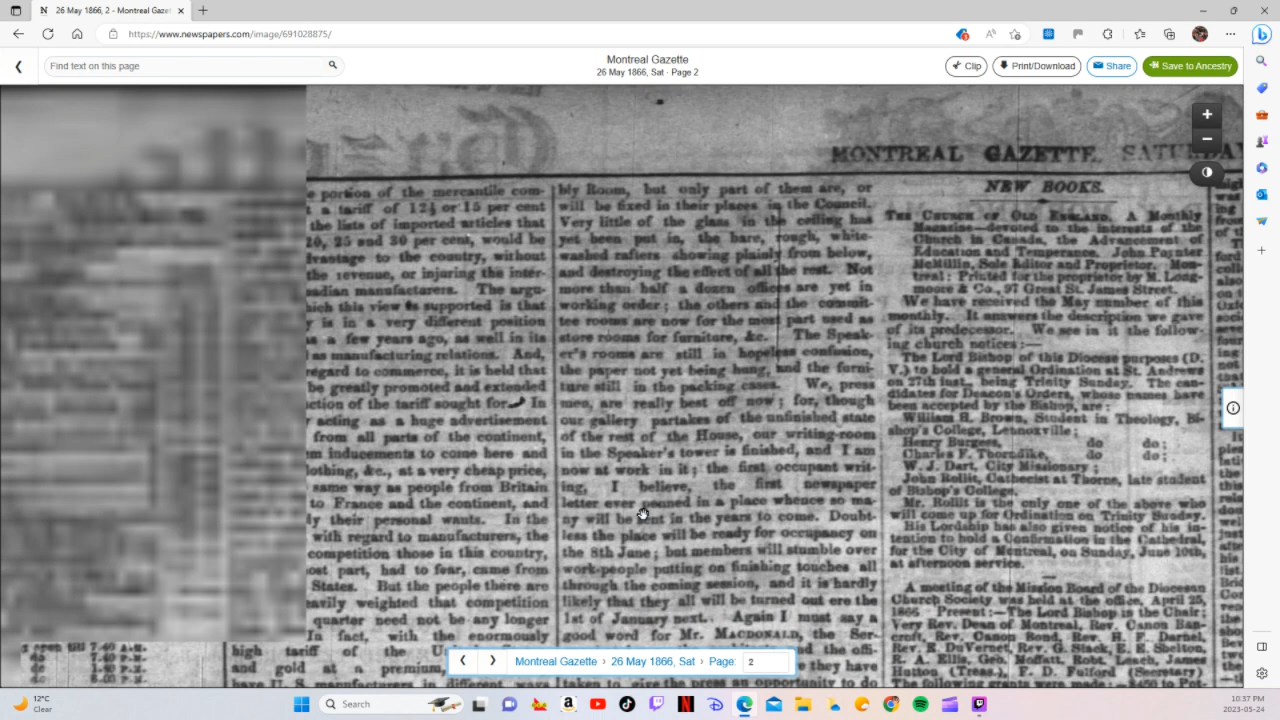 26 May 1866, 2 - Montreal Gazet
https://www.newspapers.com/image/691028875/
Find text on this page
Montreal Gazette
26 May 1866, Sat · Page 2
Clip
Print/Download
Share
Save to Ancestry
MONTREAL GAZETTE, SATURDAY
e portion of the mercantile com-
t a tariff of 12½ or 15 per cent
the lists of imported articles that
20, 25 and 30 per cent, would be
dvantage to the country, without
the revenue, or injuring the inter-
nadian manufacturers. The argu-
hich this view is supported is that
y is in a very different position
s a few years ago, as well in its
as manufacturing relations. And,
regard to commerce, it is held that
be greatly promoted and extended
ction of the tariff sought for. In
y acting as a huge advertisement
from all parts of the continent,
em inducements to come here and
lothing, &c., at a very cheap price,
same way as people from Britain
to France and the continent, and
ly their personal wants. In the
with regard to manufacturers, the
competition those in this country,
ost part, had to fear, came from
States. But the people there are
eavily weighted that competition
quarter need not be any longer
In fact, with the enormously
high tariff of the
and gold at a premium,
have U. S. manufacturers in different
bly Room, but only part of them are, or
will be fixed in their places in the Council.
Very little of the glass in the ceiling has
yet been put in, the bare, rough, white-
washed rafters showing plainly from below,
and destroying the effect of all the rest. Not
more than half a dozen offices are yet in
working order; the others and the commit-
tee rooms are now for the most part used as
store rooms for furniture, &c. The Speak-
er's rooms are still in hopeless confusion,
the paper not yet being hung, and the furni-
ture still in the packing cases. We, press
men, are really best off now; for, though
our gallery partakes of the unfinished state
of the rest of the House, our writing-room
in the Speaker's tower is finished, and I am
now at work in it; the first occupant writ-
ing, I believe, the first newspaper
letter ever penned in a place whence so ma-
ny will be sent in the years to come. Doubt-
less the place will be ready for occupancy on
the 8th June; but members will stumble over
work-people putting on finishing touches all
through the coming session, and it is hardly
likely that they all will be turned out ere the
1st of January next. Again I must say a
good word for Mr. MACDONALD, the Ser-
and the offi-
e they have
taken to give the press an opportunity to do
NEW BOOKS.
THE CHURCH OF OLD ENGLAND. A Monthly
Magazine—devoted to the interests of the
Church in Canada, the Advancement of
Education and Temperance. John Paynter
McMillin, Sole Editor and Proprietor, Mon-
treal: Printed for the proprietor by M. Long-
moore & Co., 97 Great St. James Street.
We have received the May number of this
monthly. It answers the description we gave
of its predecessor. We see in it the follow-
ing church notices:—
The Lord Bishop of this Diocese purposes (D.
V.) to hold a general Ordination at St. Andrews
on 27th inst., being Trinity Sunday. The can-
didates for Deacon's Orders, whose names have
been accepted by the Bishop, are:
William H. Brown, Student in Theology, Bi-
shop's College, Lennoxville;
Henry Burgess, do do;
Charles F. Thorndike, do do;
W. J. Dart, City Missionary;
John Rollit, Cathecist at Thorne, late student
of Bishop's College.
Mr. Rollit is the only one of the above who
will come up for Ordination on Trinity Sunday.
His Lordship has also given notice of his in-
tention to hold a Confirmation in the Cathedral,
for the City of Montreal, on Sunday, June 10th,
at afternoon service.
A meeting of the Mission Board of the Diocesan
Church Society was held at the office, April 25,
1866. Present:—The Lord Bishop in the Chair;
Very Rev. Dean of Montreal, Rev. Canon Ban-
croft, Rev. Canon Bond, Rev. H. F. Darnel,
Rev. E. DuVernet, Rev. G. Slack, E. E. Shelton,
R. A. Ellis, Geo. Moffatt, Robt. Leach, James
Hutton (Treas.), F. D. Fulford (Secretary)
The following grants were made:
Montreal Gazette › 26 May 1866, Sat › Page: 2
12°C
Clear
Search
10:37 PM
2023-05-24